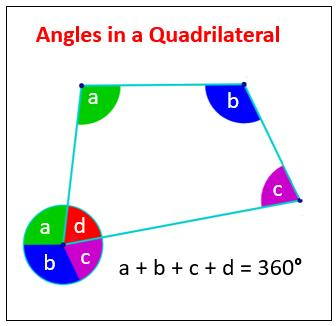 Angles in a Quadrilateral
a
b
c
a
d
b
c
a + b + c + d = 360°